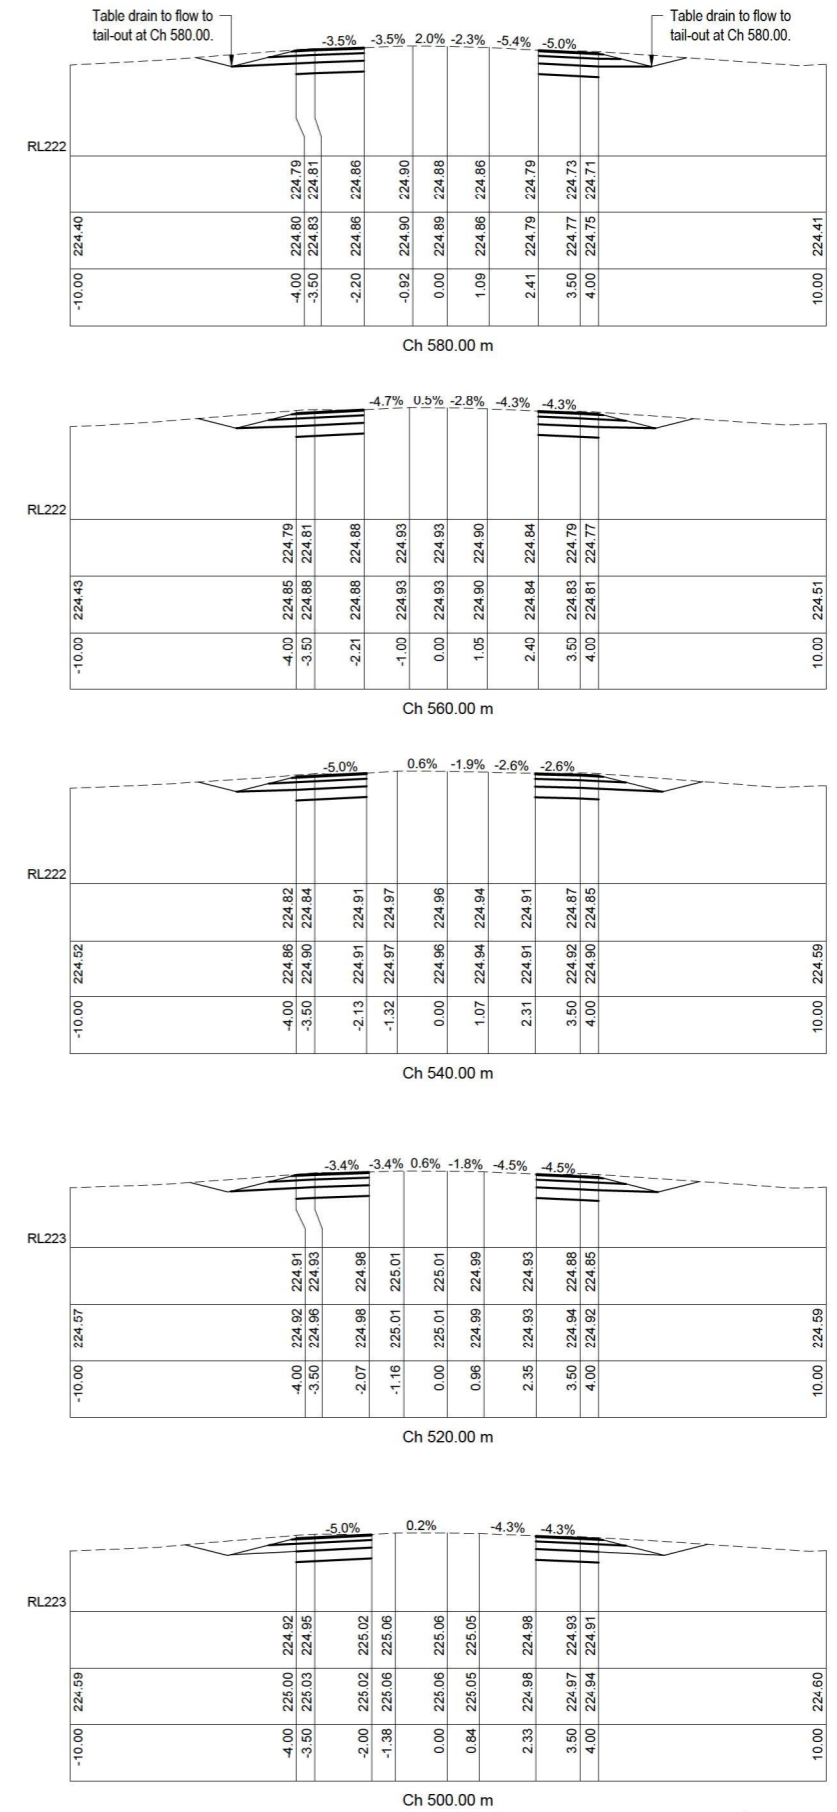 Table drain to flow to
tail-out at Ch 580.00.
Table drain to flow to
tail-out at Ch 580.00.
-3.5% -3.5% 2.0% -2.3% -5.4% -5.0%
RL222
224.79 224.81 224.86 224.90 224.88 224.86 224.79 224.73 224.71
224.40 224.80 224.83 224.86 224.90 224.89 224.86 224.79 224.77 224.75 224.41
-10.00 -4.00 -3.50 -2.20 -0.92 0.00 1.09 2.41 3.50 4.00 10.00
Ch 580.00 m
-4.7% 0.5% -2.8% -4.3% -4.3%
RL222
224.79 224.81 224.88 224.93 224.93 224.90 224.84 224.79 224.77
224.43 224.85 224.88 224.88 224.93 224.93 224.90 224.84 224.83 224.81 224.51
-10.00 -4.00 -3.50 -2.21 -1.00 0.00 1.05 2.40 3.50 4.00 10.00
Ch 560.00 m
-5.0% 0.6% -1.9% -2.6% -2.6%
RL222
224.82 224.84 224.91 224.97 224.96 224.94 224.91 224.87 224.85
224.52 224.86 224.90 224.91 224.97 224.96 224.94 224.91 224.92 224.90 224.59
-10.00 -4.00 -3.50 -2.13 -1.32 0.00 1.07 2.31 3.50 4.00 10.00
Ch 540.00 m
-3.4% -3.4% 0.6% -1.8% -4.5% -4.5%
RL223
224.91 224.93 224.98 225.01 225.01 224.99 224.93 224.88 224.85
224.57 224.92 224.96 224.98 225.01 225.01 224.99 224.93 224.94 224.92 224.59
-10.00 -4.00 -3.50 -2.07 -1.16 0.00 0.96 2.35 3.50 4.00 10.00
Ch 520.00 m
-5.0% 0.2% -4.3% -4.3%
RL223
224.92 224.95 225.02 225.06 225.06 225.05 224.98 224.93 224.91
224.59 225.00 225.03 225.02 225.06 225.06 225.05 224.98 224.97 224.94 224.60
-10.00 -4.00 -3.50 -2.00 -1.38 0.00 0.84 2.33 3.50 4.00 10.00
Ch 500.00 m